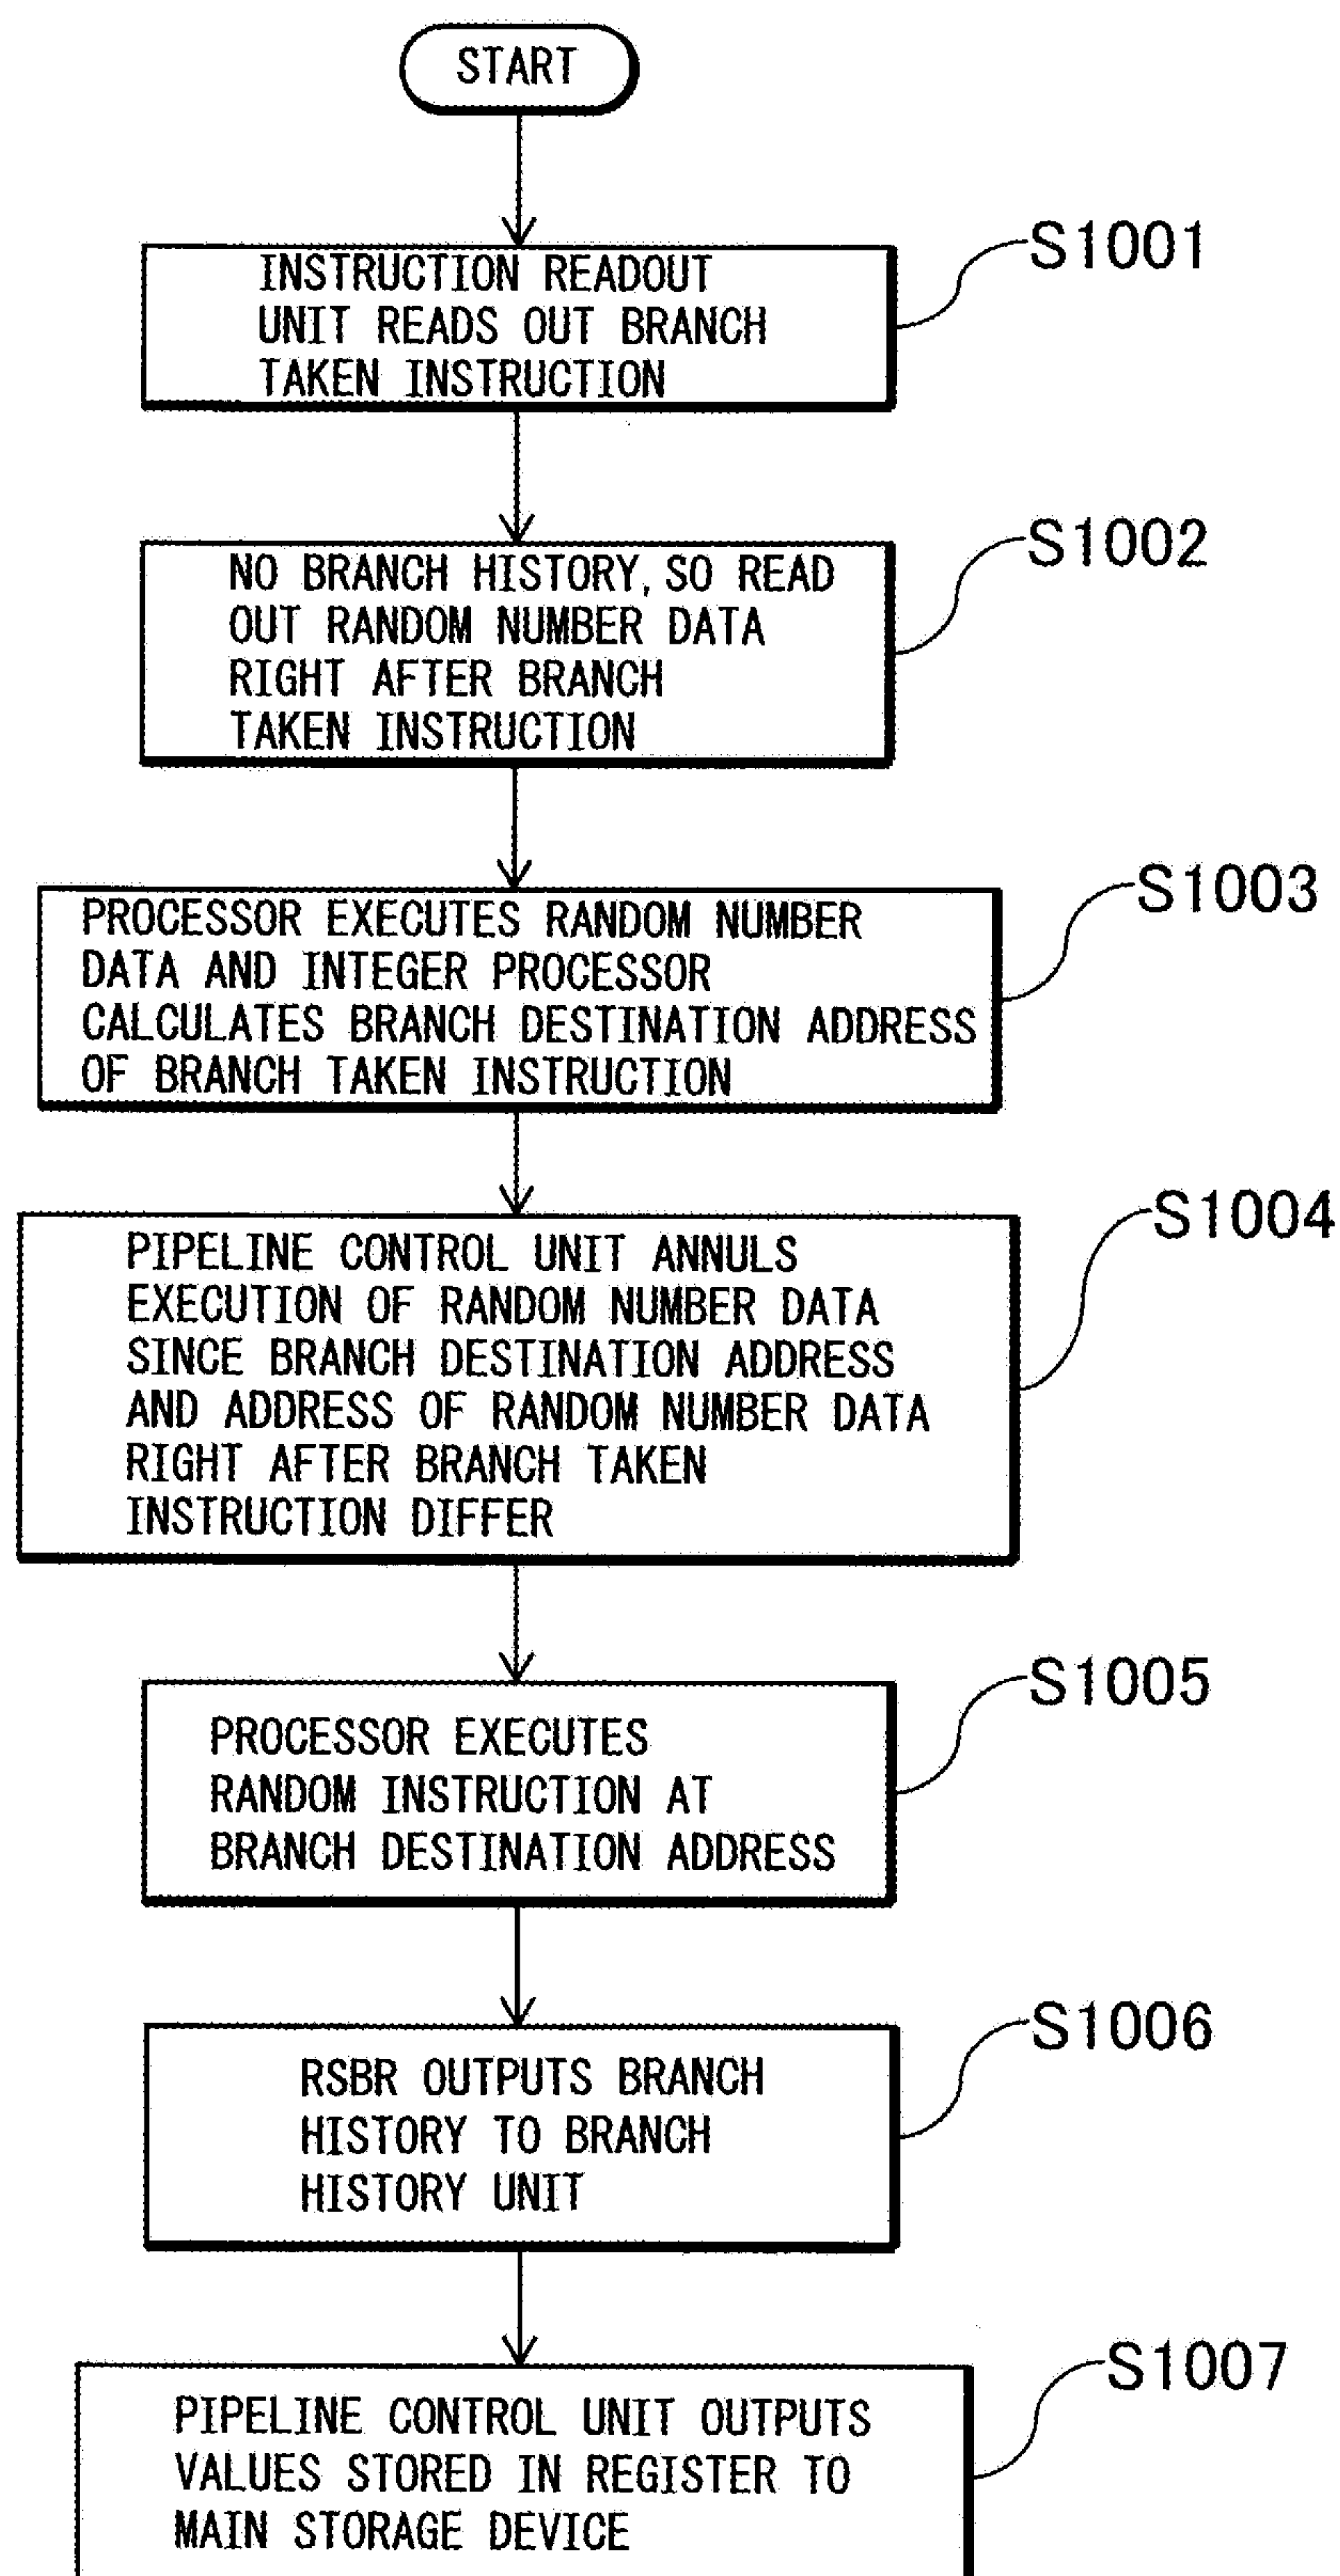 START
S1001
INSTRUCTION READOUT
UNIT READS OUT BRANCH
TAKEN INSTRUCTION
S1002
NO BRANCH HISTORY, SO READ
OUT RANDOM NUMBER DATA
RIGHT AFTER BRANCH
TAKEN INSTRUCTION
S1003
PROCESSOR EXECUTES RANDOM NUMBER
DATA AND INTEGER PROCESSOR
CALCULATES BRANCH DESTINATION ADDRESS
OF BRANCH TAKEN INSTRUCTION
S1004
PIPELINE CONTROL UNIT ANNULS
EXECUTION OF RANDOM NUMBER DATA
SINCE BRANCH DESTINATION ADDRESS
AND ADDRESS OF RANDOM NUMBER DATA
RIGHT AFTER BRANCH TAKEN
INSTRUCTION DIFFER
S1005
PROCESSOR EXECUTES
RANDOM INSTRUCTION AT
BRANCH DESTINATION ADDRESS
S1006
RSBR OUTPUTS BRANCH
HISTORY TO BRANCH
HISTORY UNIT
S1007
PIPELINE CONTROL UNIT OUTPUTS
VALUES STORED IN REGISTER TO
MAIN STORAGE DEVICE